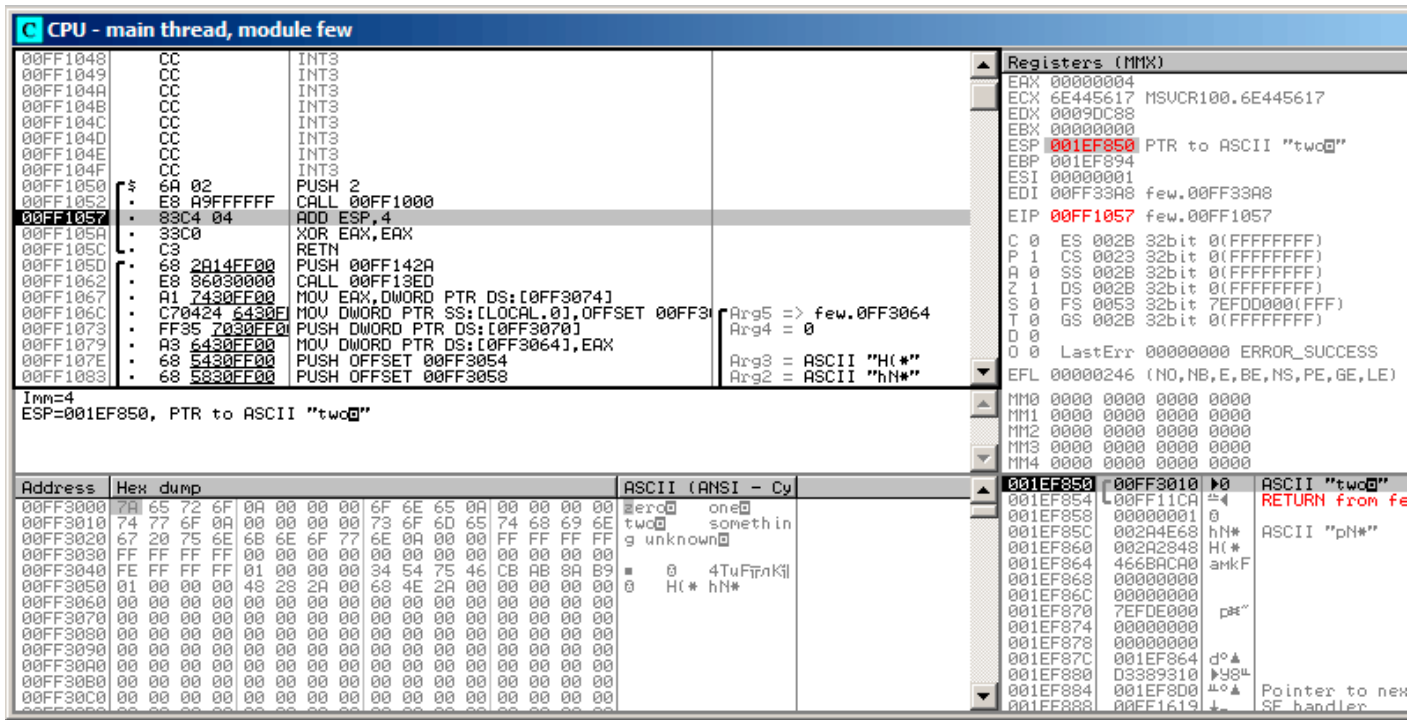 C CPU - main thread, module few
00FF1048 CC INT3
00FF1049 CC INT3
00FF104A CC INT3
00FF104B CC INT3
00FF104C CC INT3
00FF104D CC INT3
00FF104E CC INT3
00FF104F CC INT3
00FF1050 $ 6A 02 PUSH 2
00FF1052 . E8 A9FFFFFF CALL 00FF1000
00FF1057 . 83C4 04 ADD ESP,4
00FF105A . 33C0 XOR EAX,EAX
00FF105C . C3 RETN
00FF105D . 68 2A14FF00 PUSH 00FF142A
00FF1062 . E8 86030000 CALL 00FF13ED
00FF1067 . A1 7430FF00 MOV EAX,DWORD PTR DS:[0FF3074]
00FF106C . C70424 6430F MOV DWORD PTR SS:[LOCAL.0],OFFSET 00FF3 Arg5 => few.0FF3064
00FF1073 . FF35 7030FF0 PUSH DWORD PTR DS:[0FF3070] Arg4 = 0
00FF1079 . A3 6430FF00 MOV DWORD PTR DS:[0FF3064],EAX
00FF107E . 68 5430FF00 PUSH OFFSET 00FF3054 Arg3 = ASCII "H(*"
00FF1083 . 68 5830FF00 PUSH OFFSET 00FF3058 Arg2 = ASCII "hN*"
Imm=4
ESP=001EF850, PTR to ASCII "two"
Registers (MMX)
EAX 00000004
ECX 6E445617 MSVCR100.6E445617
EDX 0009DC88
EBX 00000000
ESP 001EF850 PTR to ASCII "two"
EBP 001EF894
ESI 00000001
EDI 00FF33A8 few.00FF33A8
EIP 00FF1057 few.00FF1057
C 0 ES 002B 32bit 0(FFFFFFFF)
P 1 CS 0023 32bit 0(FFFFFFFF)
A 0 SS 002B 32bit 0(FFFFFFFF)
Z 1 DS 002B 32bit 0(FFFFFFFF)
S 0 FS 0053 32bit 7EFDD000(FFF)
T 0 GS 002B 32bit 0(FFFFFFFF)
D 0
O 0 LastErr 00000000 ERROR_SUCCESS
EFL 00000246 (NO,NB,E,BE,NS,PE,GE,LE)
MM0 0000 0000 0000 0000
MM1 0000 0000 0000 0000
MM2 0000 0000 0000 0000
MM3 0000 0000 0000 0000
MM4 0000 0000 0000 0000
Address Hex dump ASCII (ANSI - Cy
00FF3000 7A 65 72 6F 0A 00 00 00 6F 6E 65 0A 00 00 00 00 zero one
00FF3010 74 77 6F 0A 00 00 00 00 73 6F 6D 65 74 68 69 6E two somethin
00FF3020 67 20 75 6E 6B 6E 6F 77 6E 0A 00 00 FF FF FF FF g unknown
00FF3030 FF FF FF FF 00 00 00 00 00 00 00 00 00 00 00 00
00FF3040 FE FF FF FF 01 00 00 00 34 54 75 46 CB AB 8A B9 4TuF
00FF3050 01 00 00 00 48 28 2A 00 68 4E 2A 00 00 00 00 00 H(* hN*
00FF3060 00 00 00 00 00 00 00 00 00 00 00 00 00 00 00 00
00FF3070 00 00 00 00 00 00 00 00 00 00 00 00 00 00 00 00
00FF3080 00 00 00 00 00 00 00 00 00 00 00 00 00 00 00 00
00FF3090 00 00 00 00 00 00 00 00 00 00 00 00 00 00 00 00
00FF30A0 00 00 00 00 00 00 00 00 00 00 00 00 00 00 00 00
00FF30B0 00 00 00 00 00 00 00 00 00 00 00 00 00 00 00 00
00FF30C0 00 00 00 00 00 00 00 00 00 00 00 00 00 00 00 00
001EF850 00FF3010 ►0 ASCII "two"
001EF854 00FF11CA RETURN from fe
001EF858 00000001
001EF85C 002A4E68 hN* ASCII "pN*"
001EF860 002A2848 H(*
001EF864 466BACA0 амkF
001EF868 00000000
001EF86C 00000000
001EF870 7EFDE000
001EF874 00000000
001EF878 00000000
001EF87C 001EF864
001EF880 D3389310
001EF884 001EF8D0 Pointer to nex
001EF888 00FF1619 SE handler